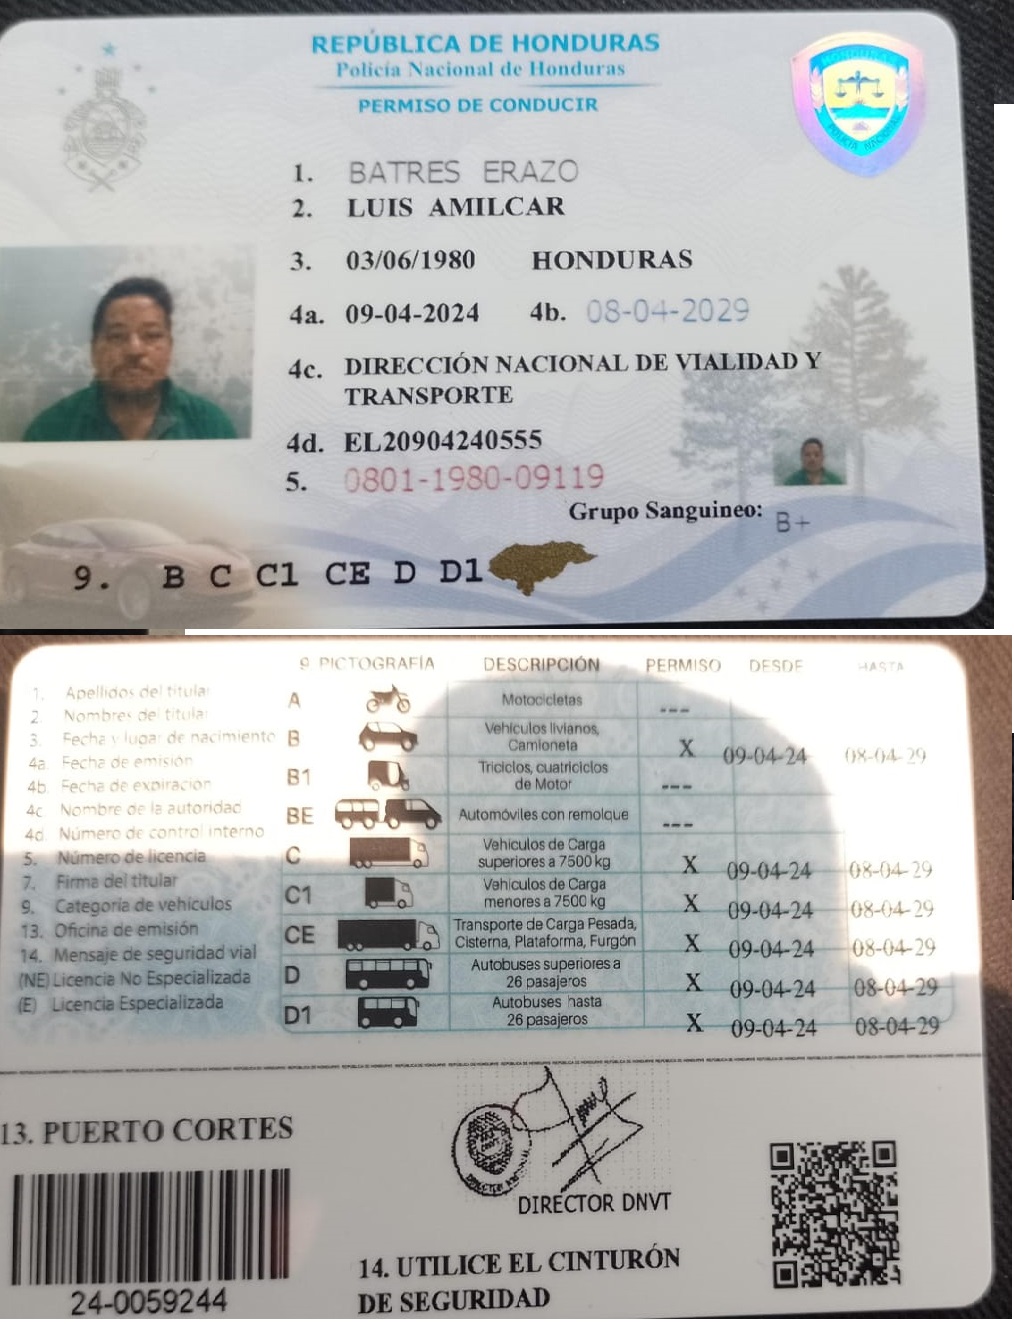 REPÚBLICA DE HONDURAS
Policía Nacional de Honduras
PERMISO DE CONDUCIR
HONDURAS
POLICIA NACIONAL
1. BATRES ERAZO
2. LUIS AMILCAR
3. 03/06/1980 HONDURAS
4a. 09-04-2024 4b. 08-04-2029
4c. DIRECCIÓN NACIONAL DE VIALIDAD Y
TRANSPORTE
4d. EL20904240555
5. 0801-1980-09119
Grupo Sanguineo: B+
9. B C C1 CE D D1
1. Apellidos del titular
2. Nombres del titular
3. Fecha y lugar de nacimiento
4a. Fecha de emisión
4b. Fecha de expiración
4c. Nombre de la autoridad
4d. Número de control interno
5. Número de licencia
7. Firma del titular
9. Categoría de vehículos
13. Oficina de emisión
14. Mensaje de seguridad vial
(NE) Licencia No Especializada
(E) Licencia Especializada
9 PICTOGRAFÍA DESCRIPCIÓN PERMISO DESDE HASTA
A Motocicletas ---
B Vehículos livianos,
Camioneta X 09-04-24 08-04-29
B1 Triciclos, cuatriciclos
de Motor ---
BE Automóviles con remolque ---
C Vehiculos de Carga
superiores a 7500 kg X 09-04-24 08-04-29
C1 Vehiculos de Carga
menores a 7500 kg X 09-04-24 08-04-29
CE Transporte de Carga Pesada,
Cisterna, Plataforma, Furgón X 09-04-24 08-04-29
D Autobuses superiores a
26 pasajeros X 09-04-24 08-04-29
D1 Autobuses hasta
26 pasajeros X 09-04-24 08-04-29
13. PUERTO CORTES
DIRECTOR DNVT
24-0059244
14. UTILICE EL CINTURÓN
DE SEGURIDAD